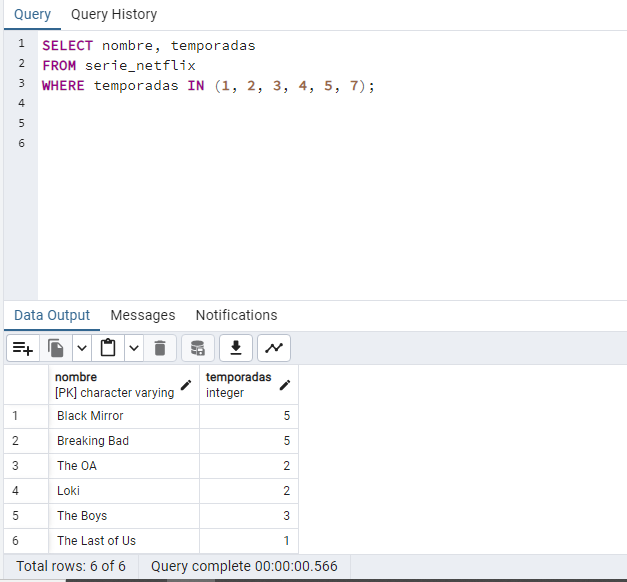 Query Query History
1 SELECT nombre, temporadas
2 FROM serie_netflix
3 WHERE temporadas IN (1, 2, 3, 4, 5, 7);
4
5
6
Data Output Messages Notifications
nombre temporadas
[PK] character varying integer
1 Black Mirror 5
2 Breaking Bad 5
3 The OA 2
4 Loki 2
5 The Boys 3
6 The Last of Us 1
Total rows: 6 of 6 Query complete 00:00:00.566